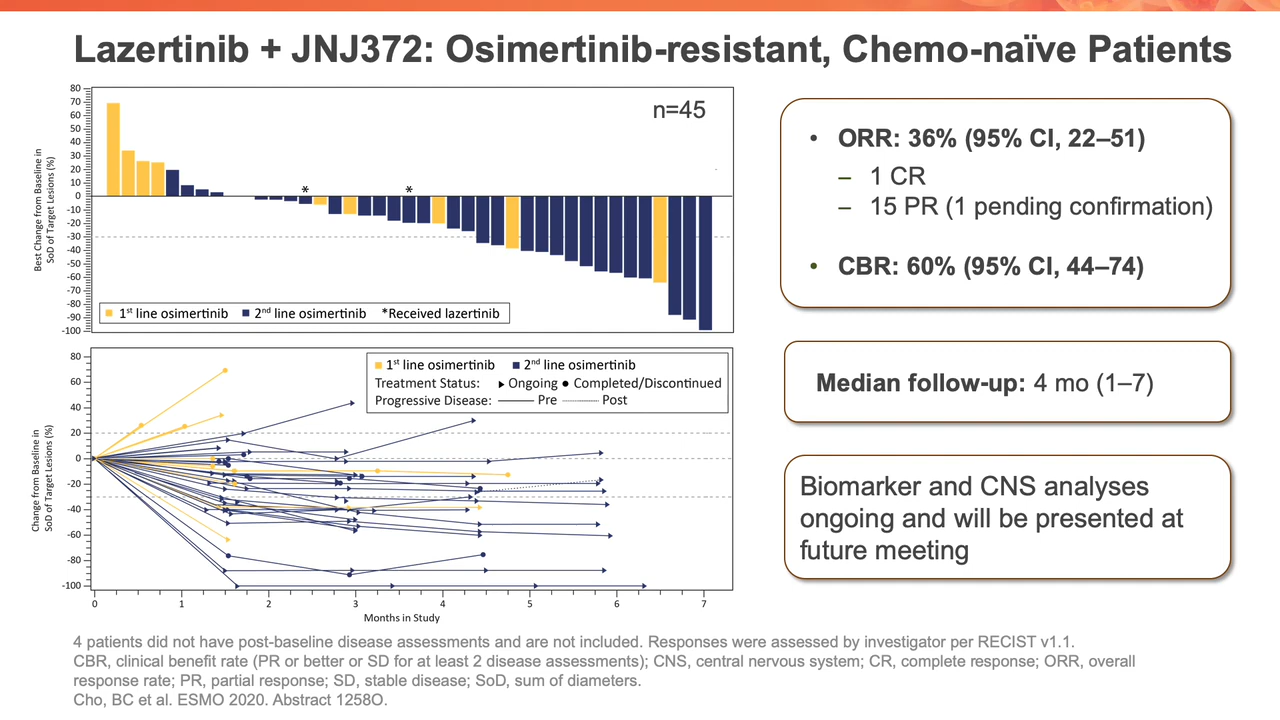 Lazertinib + JNJ372: Osimertinib-resistant, Chemo-naïve Patients
Best Change from Baseline in
SoD of Target Lesions (%)
80
70
60
50
40
30
20
10
0
-10
-20
-30
-40
-50
-60
-70
-80
-90
-100
n=45
*
*
1st line osimertinib
2nd line osimertinib
*Received lazertinib
Change from Baseline in
SoD of Target Lesions (%)
80
60
40
20
0
-20
-40
-60
-80
-100
1st line osimertinib
2nd line osimertinib
Treatment Status: Ongoing Completed/Discontinued
Progressive Disease: Pre Post
0
1
2
3
4
5
6
7
Months in Study
• ORR: 36% (95% CI, 22–51)
– 1 CR
– 15 PR (1 pending confirmation)
• CBR: 60% (95% CI, 44–74)
Median follow-up: 4 mo (1–7)
Biomarker and CNS analyses
ongoing and will be presented at
future meeting
4 patients did not have post-baseline disease assessments and are not included. Responses were assessed by investigator per RECIST v1.1.
CBR, clinical benefit rate (PR or better or SD for at least 2 disease assessments); CNS, central nervous system; CR, complete response; ORR, overall
response rate; PR, partial response; SD, stable disease; SoD, sum of diameters.
Cho, BC et al. ESMO 2020. Abstract 1258O.